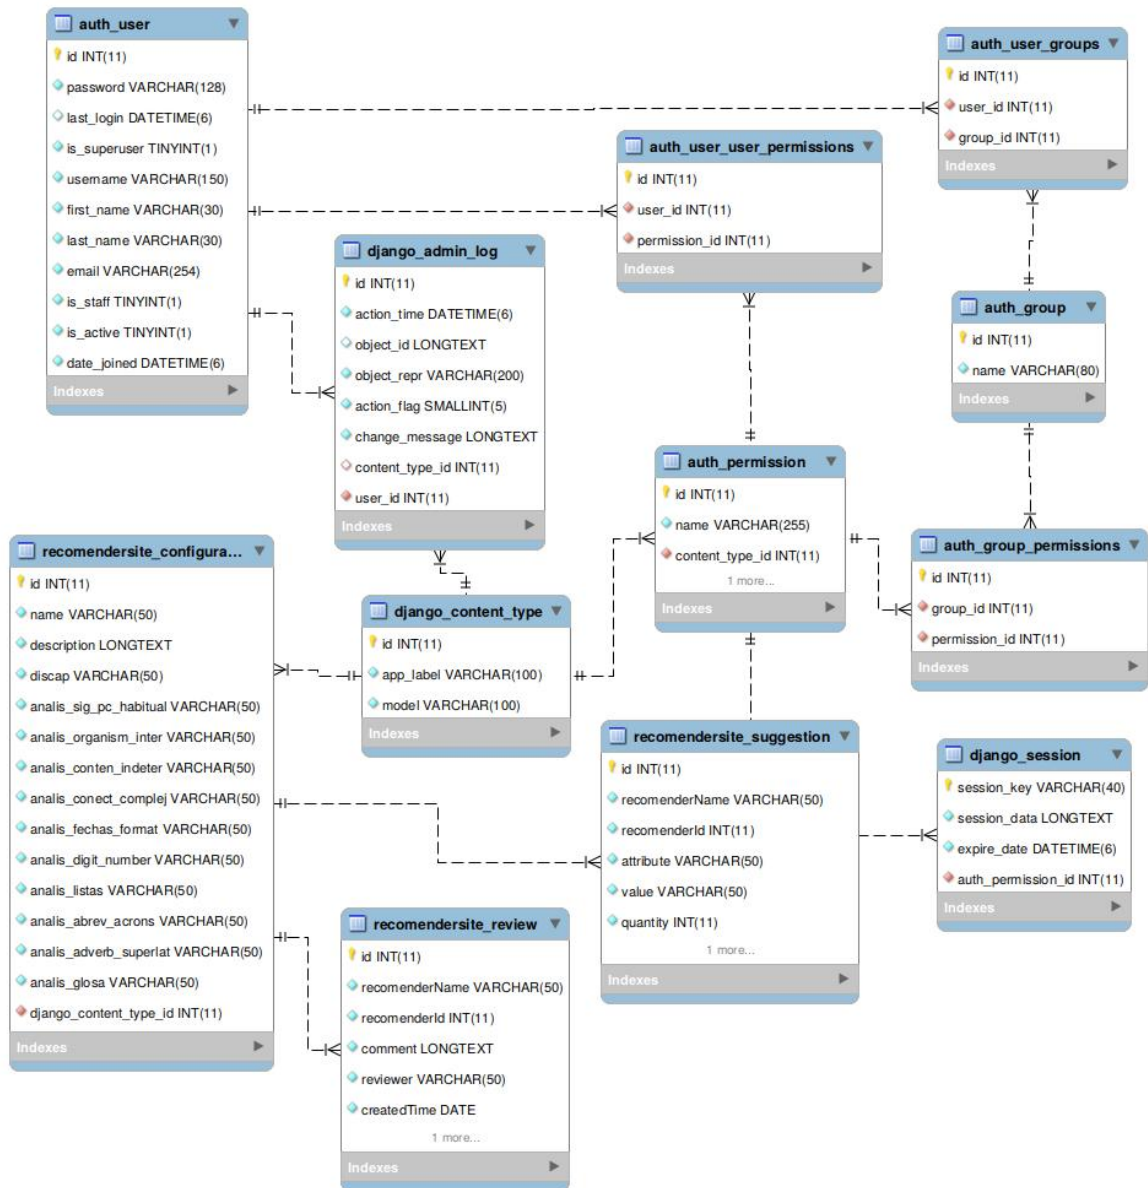 auth_user
id INT(11)
password VARCHAR(128)
last_login DATETIME(6)
is_superuser TINYINT(1)
username VARCHAR(150)
first_name VARCHAR(30)
last_name VARCHAR(30)
email VARCHAR(254)
is_staff TINYINT(1)
is_active TINYINT(1)
date_joined DATETIME(6)
Indexes
auth_user_groups
id INT(11)
user_id INT(11)
group_id INT(11)
Indexes
auth_user_user_permissions
id INT(11)
user_id INT(11)
permission_id INT(11)
Indexes
django_admin_log
id INT(11)
action_time DATETIME(6)
object_id LONGTEXT
object_repr VARCHAR(200)
action_flag SMALLINT(5)
change_message LONGTEXT
content_type_id INT(11)
user_id INT(11)
Indexes
auth_group
id INT(11)
name VARCHAR(80)
Indexes
auth_permission
id INT(11)
name VARCHAR(255)
content_type_id INT(11)
1 more...
Indexes
auth_group_permissions
id INT(11)
group_id INT(11)
permission_id INT(11)
Indexes
recomendersite_configura...
id INT(11)
name VARCHAR(50)
description LONGTEXT
discap VARCHAR(50)
analis_sig_pc_habitual VARCHAR(50)
analis_organism_inter VARCHAR(50)
analis_conten_indeter VARCHAR(50)
analis_conect_complej VARCHAR(50)
analis_fechas_format VARCHAR(50)
analis_digit_number VARCHAR(50)
analis_listas VARCHAR(50)
analis_abrev_acrons VARCHAR(50)
analis_adverb_superlat VARCHAR(50)
analis_glosa VARCHAR(50)
django_content_type_id INT(11)
Indexes
django_content_type
id INT(11)
app_label VARCHAR(100)
model VARCHAR(100)
Indexes
recomendersite_suggestion
id INT(11)
recomenderName VARCHAR(50)
recomenderId INT(11)
attribute VARCHAR(50)
value VARCHAR(50)
quantity INT(11)
1 more...
Indexes
django_session
session_key VARCHAR(40)
session_data LONGTEXT
expire_date DATETIME(6)
auth_permission_id INT(11)
Indexes
recomendersite_review
id INT(11)
recomenderName VARCHAR(50)
recomenderId INT(11)
comment LONGTEXT
reviewer VARCHAR(50)
createdTime DATE
1 more...
Indexes